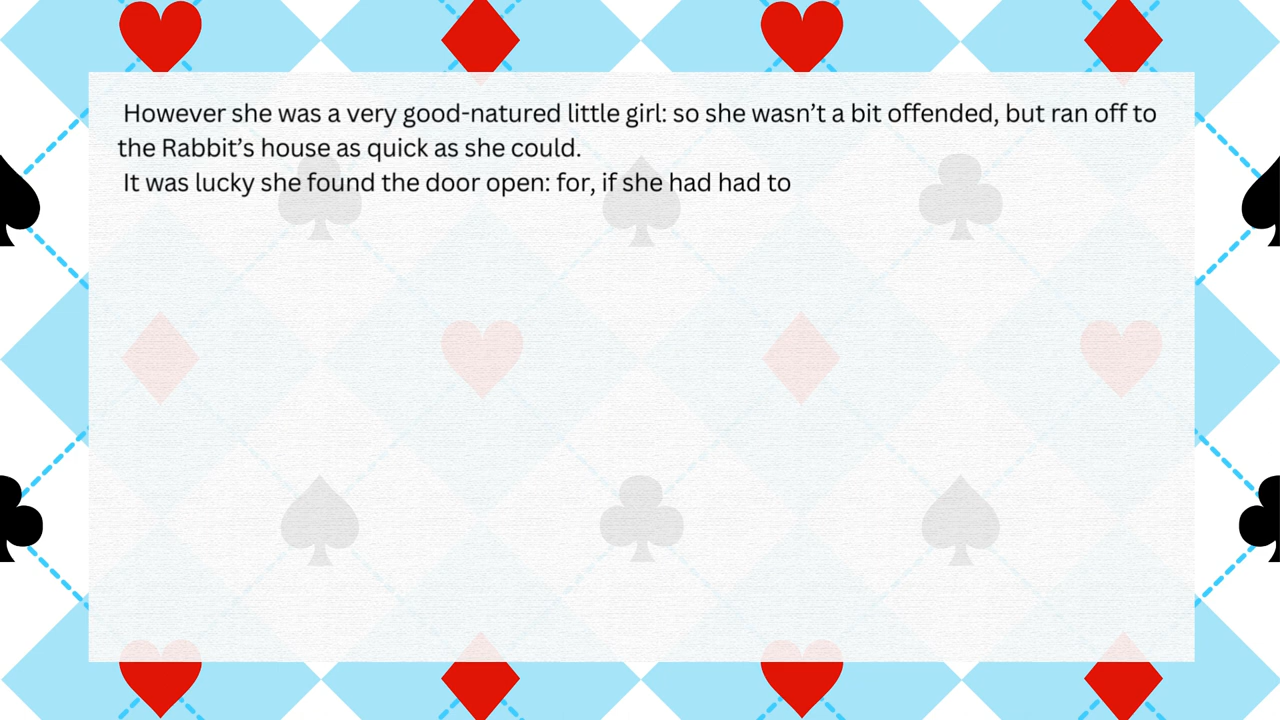 However she was a very good-natured little girl: so she wasn’t a bit offended, but ran off to
the Rabbit’s house as quick as she could.
It was lucky she found the door open: for, if she had had to